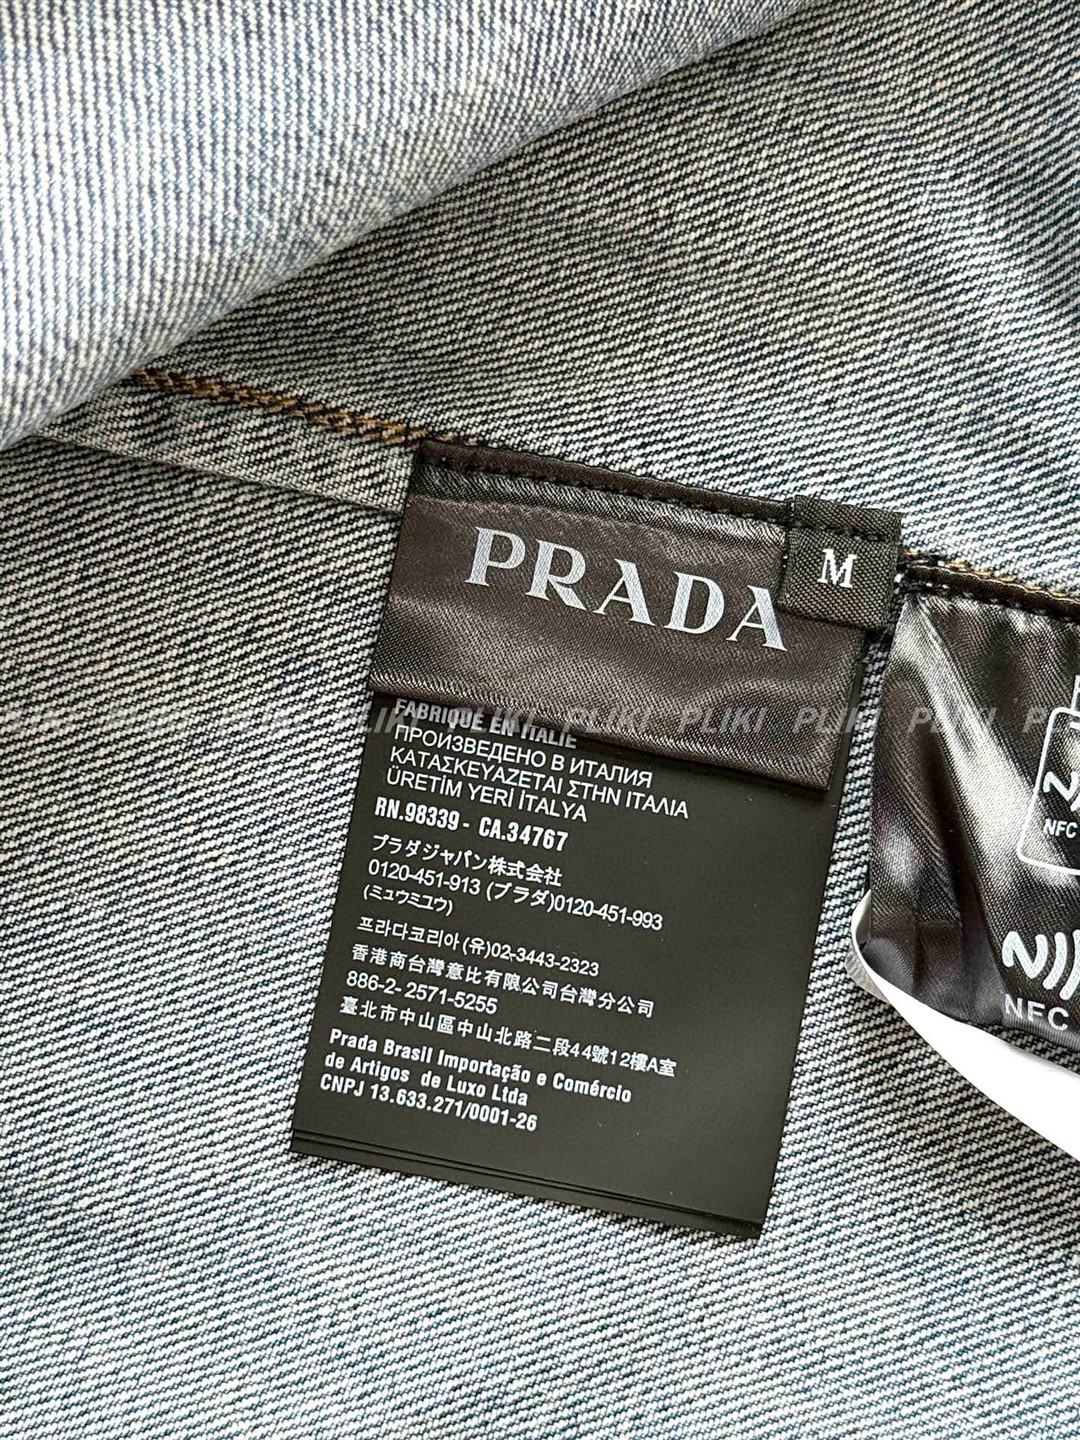 PRADA
M
FABRIQUE EN ITALIE
ПРОИЗВЕДЕНО В ИТАЛИЯ
ΚΑΤΑΣΚΕΥΑΖΕΤΑΙ ΣΤΗΝ ΙΤΑΛΙΑ
ÜRETİM YERİ İTALYA
RN.98339 - CA.34767
プラダジャパン株式会社
0120-451-913 (プラダ)0120-451-993
(ミュウミユウ)
프라다코리아(유)02-3443-2323
香港商台灣意比有限公司台灣分公司
886-2- 2571-5255
臺北市中山區中山北路二段44號12樓A室
Prada Brasil Importação e Comércio
de Artigos de Luxo Ltda
CNPJ 13.633.271/0001-26
NFC
NFC
PLIKI PLIKI PLIKI PLIKI PLIKI PLIKI PLIKI PLIKI